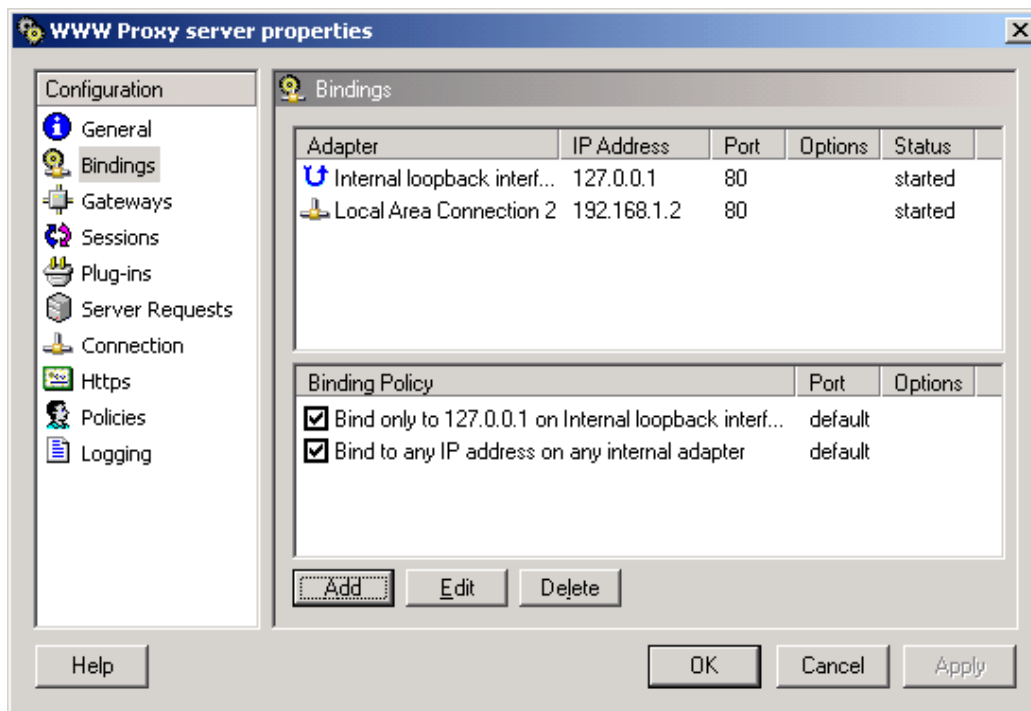 WWW Proxy server properties
Configuration
General
Bindings
Gateways
Sessions
Plug-ins
Server Requests
Connection
Https
Policies
Logging
Bindings
Adapter IP Address Port Options Status
Internal loopback interf... 127.0.0.1 80 started
Local Area Connection 2 192.168.1.2 80 started
Binding Policy Port Options
Bind only to 127.0.0.1 on Internal loopback interf... default
Bind to any IP address on any internal adapter default
Add Edit Delete
Help OK Cancel Apply